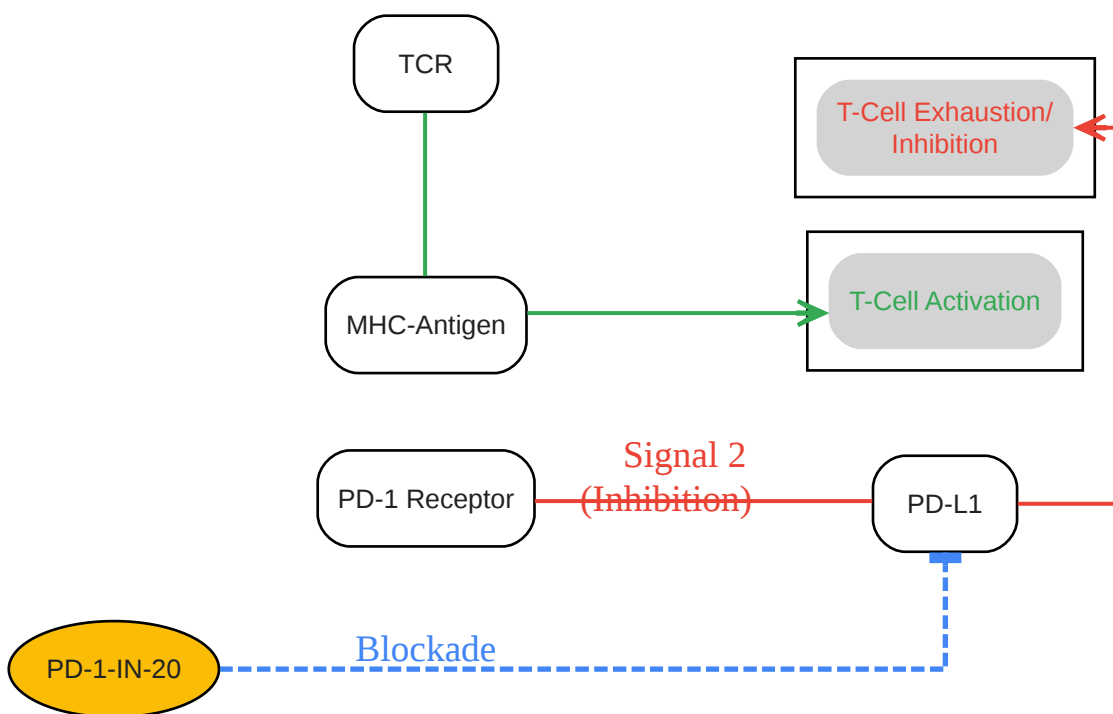 TCR
T-Cell Exhaustion/
Inhibition
MHC-Antigen
T-Cell Activation
Signal 2
(Inhibition)
PD-1 Receptor
PD-L1
Blockade
PD-1-IN-20